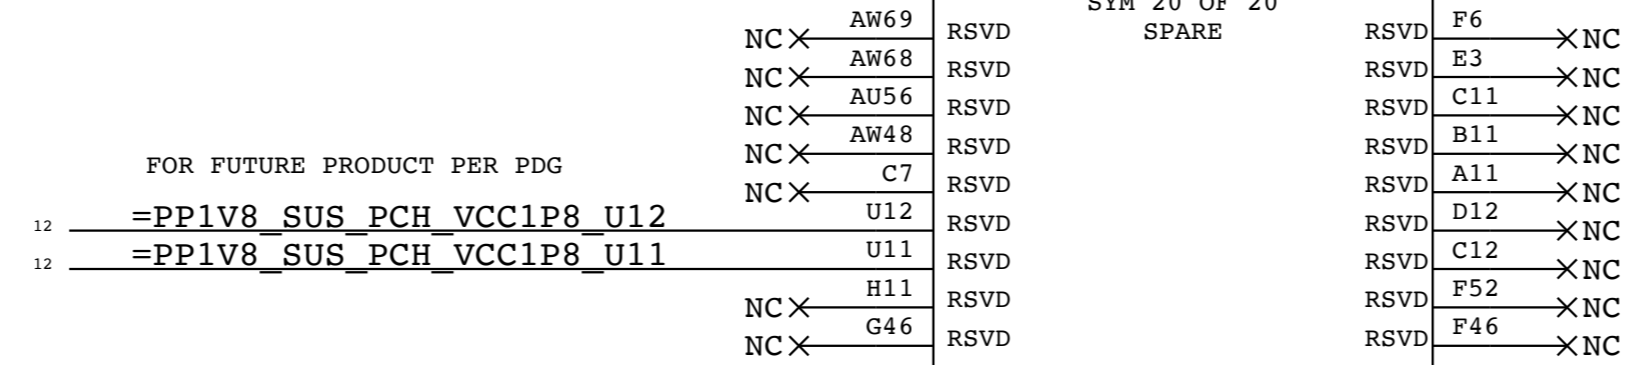 SYM 20 OF 20
SPARE
AW69 NC RSVD RSVD F6 NC
AW68 NC RSVD RSVD E3 NC
AU56 NC RSVD RSVD C11 NC
AW48 NC RSVD RSVD B11 NC
FOR FUTURE PRODUCT PER PDG
C7 NC RSVD RSVD A11 NC
12 =PP1V8_SUS_PCH_VCC1P8_U12 U12 RSVD RSVD D12 NC
12 =PP1V8_SUS_PCH_VCC1P8_U11 U11 RSVD RSVD C12 NC
H11 NC RSVD RSVD F52 NC
G46 NC RSVD RSVD F46 NC